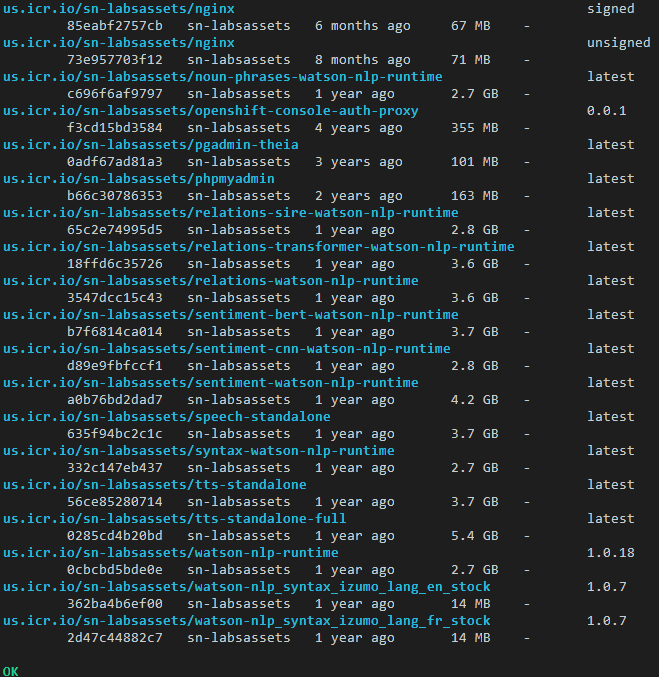 us.icr.io/sn-labsassets/nginx signed
85eabf2757cb sn-labsassets 6 months ago 67 MB -
us.icr.io/sn-labsassets/nginx unsigned
73e957703f12 sn-labsassets 8 months ago 71 MB -
us.icr.io/sn-labsassets/noun-phrases-watson-nlp-runtime latest
c696f6af9797 sn-labsassets 1 year ago 2.7 GB -
us.icr.io/sn-labsassets/openshift-console-auth-proxy 0.0.1
f3cd15bd3584 sn-labsassets 4 years ago 355 MB -
us.icr.io/sn-labsassets/pgadmin-theia latest
0adf67ad81a3 sn-labsassets 3 years ago 101 MB -
us.icr.io/sn-labsassets/phpmyadmin latest
b66c30786353 sn-labsassets 2 years ago 163 MB -
us.icr.io/sn-labsassets/relations-sire-watson-nlp-runtime latest
65c2e74995d5 sn-labsassets 1 year ago 2.8 GB -
us.icr.io/sn-labsassets/relations-transformer-watson-nlp-runtime latest
18ffd6c35726 sn-labsassets 1 year ago 3.6 GB -
us.icr.io/sn-labsassets/relations-watson-nlp-runtime latest
3547dcc15c43 sn-labsassets 1 year ago 3.6 GB -
us.icr.io/sn-labsassets/sentiment-bert-watson-nlp-runtime latest
b7f6814ca014 sn-labsassets 1 year ago 3.7 GB -
us.icr.io/sn-labsassets/sentiment-cnn-watson-nlp-runtime latest
d89e9fbfccf1 sn-labsassets 1 year ago 2.8 GB -
us.icr.io/sn-labsassets/sentiment-watson-nlp-runtime latest
a0b76bd2dad7 sn-labsassets 1 year ago 4.2 GB -
us.icr.io/sn-labsassets/speech-standalone latest
635f94bc2c1c sn-labsassets 1 year ago 3.7 GB -
us.icr.io/sn-labsassets/syntax-watson-nlp-runtime latest
332c147eb437 sn-labsassets 1 year ago 2.7 GB -
us.icr.io/sn-labsassets/tts-standalone latest
56ce85280714 sn-labsassets 1 year ago 3.7 GB -
us.icr.io/sn-labsassets/tts-standalone-full latest
0285cd4b20bd sn-labsassets 1 year ago 5.4 GB -
us.icr.io/sn-labsassets/watson-nlp-runtime 1.0.18
0cbcbd5bde0e sn-labsassets 1 year ago 2.7 GB -
us.icr.io/sn-labsassets/watson-nlp_syntax_izumo_lang_en_stock 1.0.7
362ba4b6ef00 sn-labsassets 1 year ago 14 MB -
us.icr.io/sn-labsassets/watson-nlp_syntax_izumo_lang_fr_stock 1.0.7
2d47c44882c7 sn-labsassets 1 year ago 14 MB -
OK